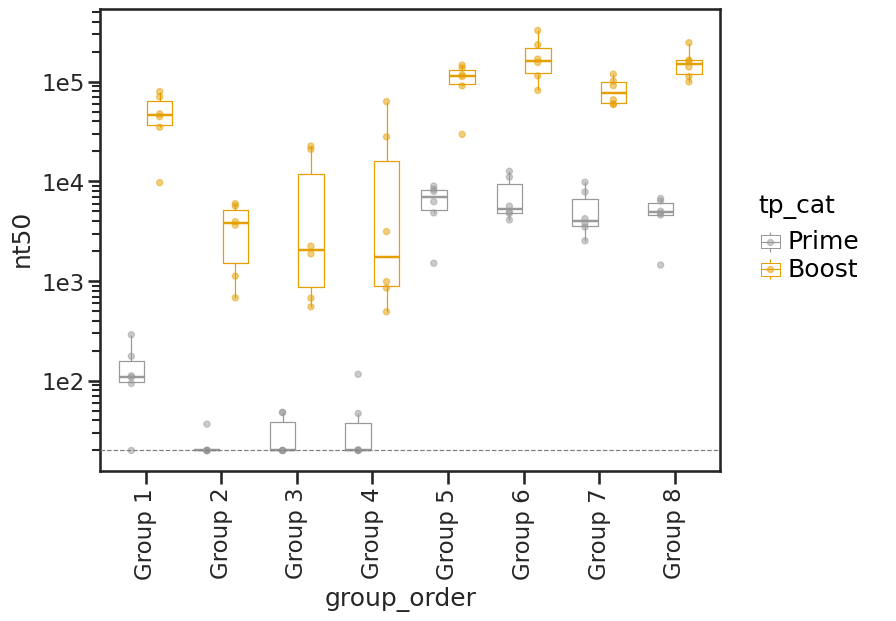 nt50
1e5
1e4
1e3
1e2
Group 1
Group 2
Group 3
Group 4
Group 5
Group 6
Group 7
Group 8
group_order
tp_cat
Prime
Boost